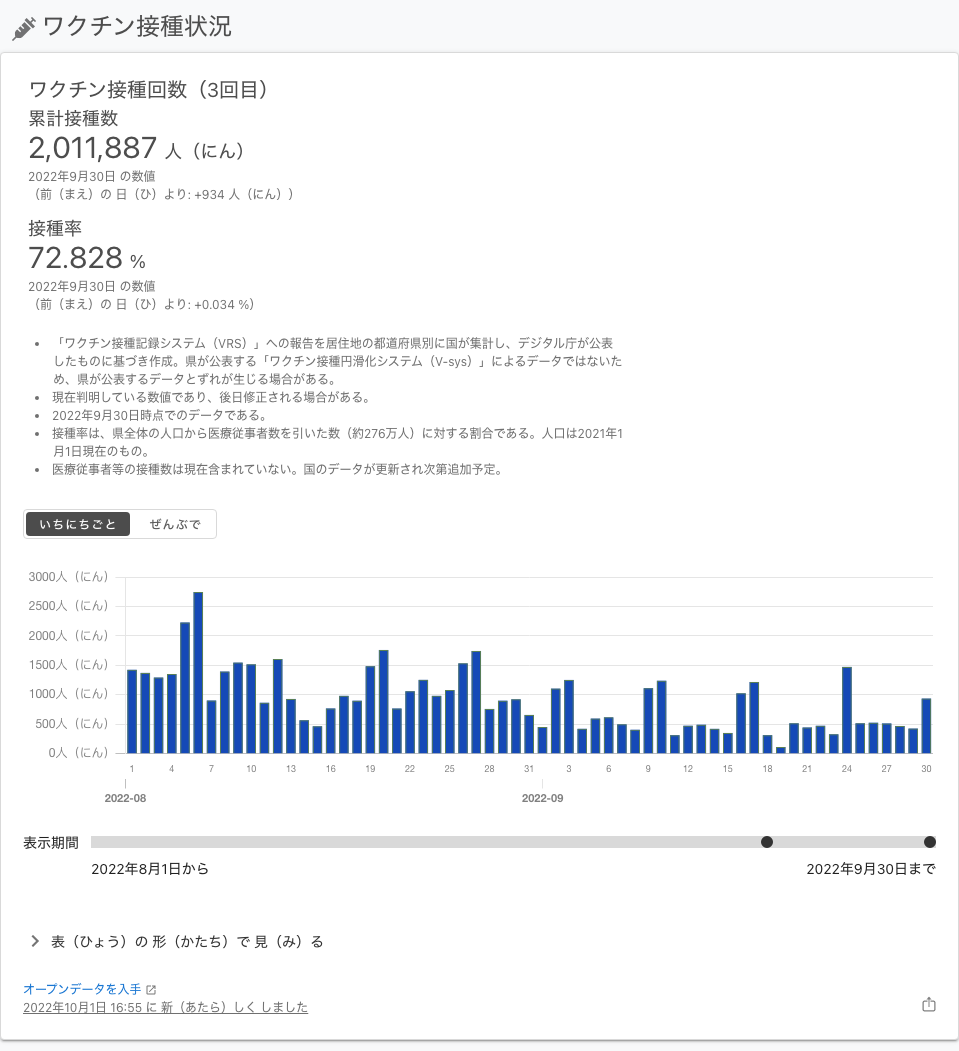 ワクチン接種状況
ワクチン接種回数（3回目）
累計接種数
2,011,887 人（にん）
2022年9月30日 の数値
（前（まえ）の 日（ひ）より: +934 人（にん））
接種率
72.828 %
2022年9月30日 の数値
（前（まえ）の 日（ひ）より: +0.034 %）
• 「ワクチン接種記録システム（VRS）」への報告を居住地の都道府県別に国が集計し、デジタル庁が公表
したものに基づき作成。県が公表する「ワクチン接種円滑化システム（V-sys）」によるデータではないた
め、県が公表するデータとずれが生じる場合がある。
• 現在判明している数値であり、後日修正される場合がある。
• 2022年9月30日時点でのデータである。
• 接種率は、県全体の人口から医療従事者数を引いた数（約276万人）に対する割合である。人口は2021年1
月1日現在のもの。
• 医療従事者等の接種数は現在含まれていない。国のデータが更新され次第追加予定。
いちにちごと ぜんぶで
3000人（にん）
2500人（にん）
2000人（にん）
1500人（にん）
1000人（にん）
500人（にん）
0人（にん）
1 4 7 10 13 16 19 22 25 28 31 3 6 9 12 15 18 21 24 27 30
2022-08 2022-09
表示期間
2022年8月1日から 2022年9月30日まで
表（ひょう）の 形（かたち）で 見（み）る
オープンデータを入手
2022年10月1日 16:55 に 新（あたら）しく しました